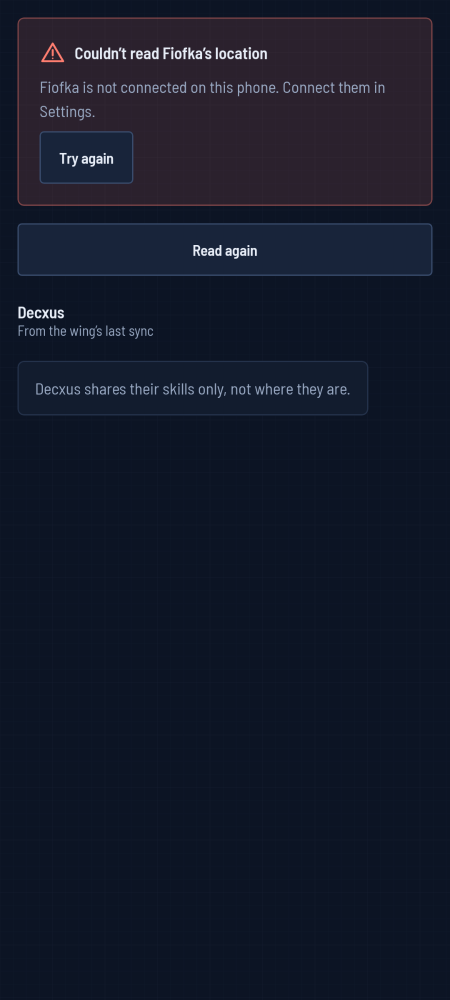 Couldn’t read Fiofka’s location
Fiofka is not connected on this phone. Connect them in
Settings.
Try again
Read again
Decxus
From the wing’s last sync
Decxus shares their skills only, not where they are.